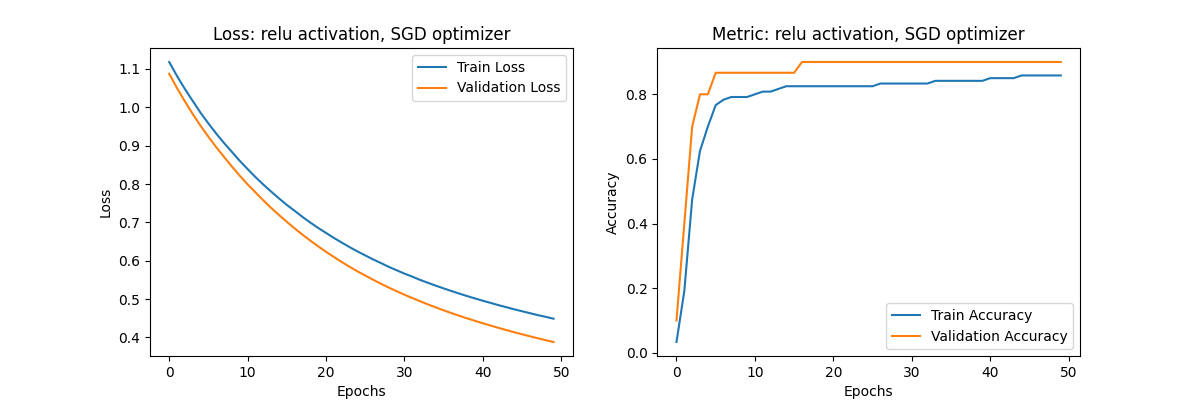 Loss: relu activation, SGD optimizer
Train Loss
Validation Loss
1.1
1.0
0.9
0.8
0.7
0.6
0.5
0.4
Loss
0
10
20
30
40
50
Epochs
Metric: relu activation, SGD optimizer
0.8
0.6
0.4
0.2
0.0
Accuracy
Train Accuracy
Validation Accuracy
0
10
20
30
40
50
Epochs